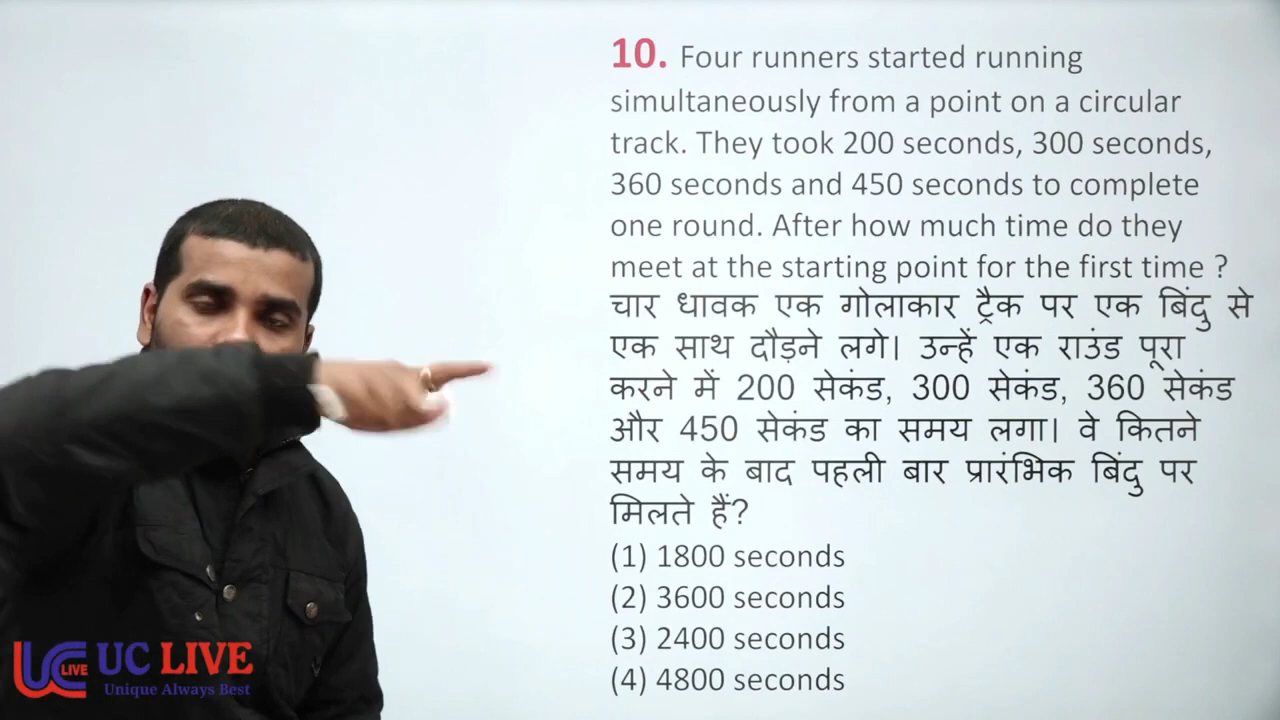 10. Four runners started running
simultaneously from a point on a circular
track. They took 200 seconds, 300 seconds,
360 seconds and 450 seconds to complete
one round. After how much time do they
meet at the starting point for the first time ?
चार धावक एक गोलाकार ट्रैक पर एक बिंदु से
एक साथ दौड़ने लगे। उन्हें एक राउंड पूरा
करने में 200 सेकंड, 300 सेकंड, 360 सेकंड
और 450 सेकंड का समय लगा। वे कितने
समय के बाद पहली बार प्रारंभिक बिंदु पर
मिलते हैं?
(1) 1800 seconds
(2) 3600 seconds
(3) 2400 seconds
(4) 4800 seconds
UC LIVE UC LIVE
Unique Always Best